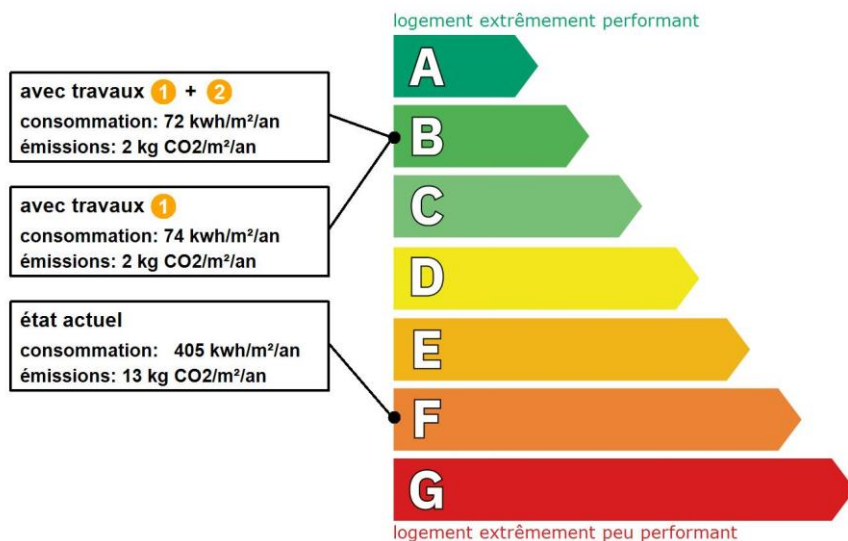 logement extrêmement performant
A
avec travaux 1 + 2
consommation: 72 kwh/m²/an
émissions: 2 kg CO2/m²/an
B
avec travaux 1
consommation: 74 kwh/m²/an
émissions: 2 kg CO2/m²/an
C
D
état actuel
consommation: 405 kwh/m²/an
émissions: 13 kg CO2/m²/an
E
F
G
logement extrêmement peu performant